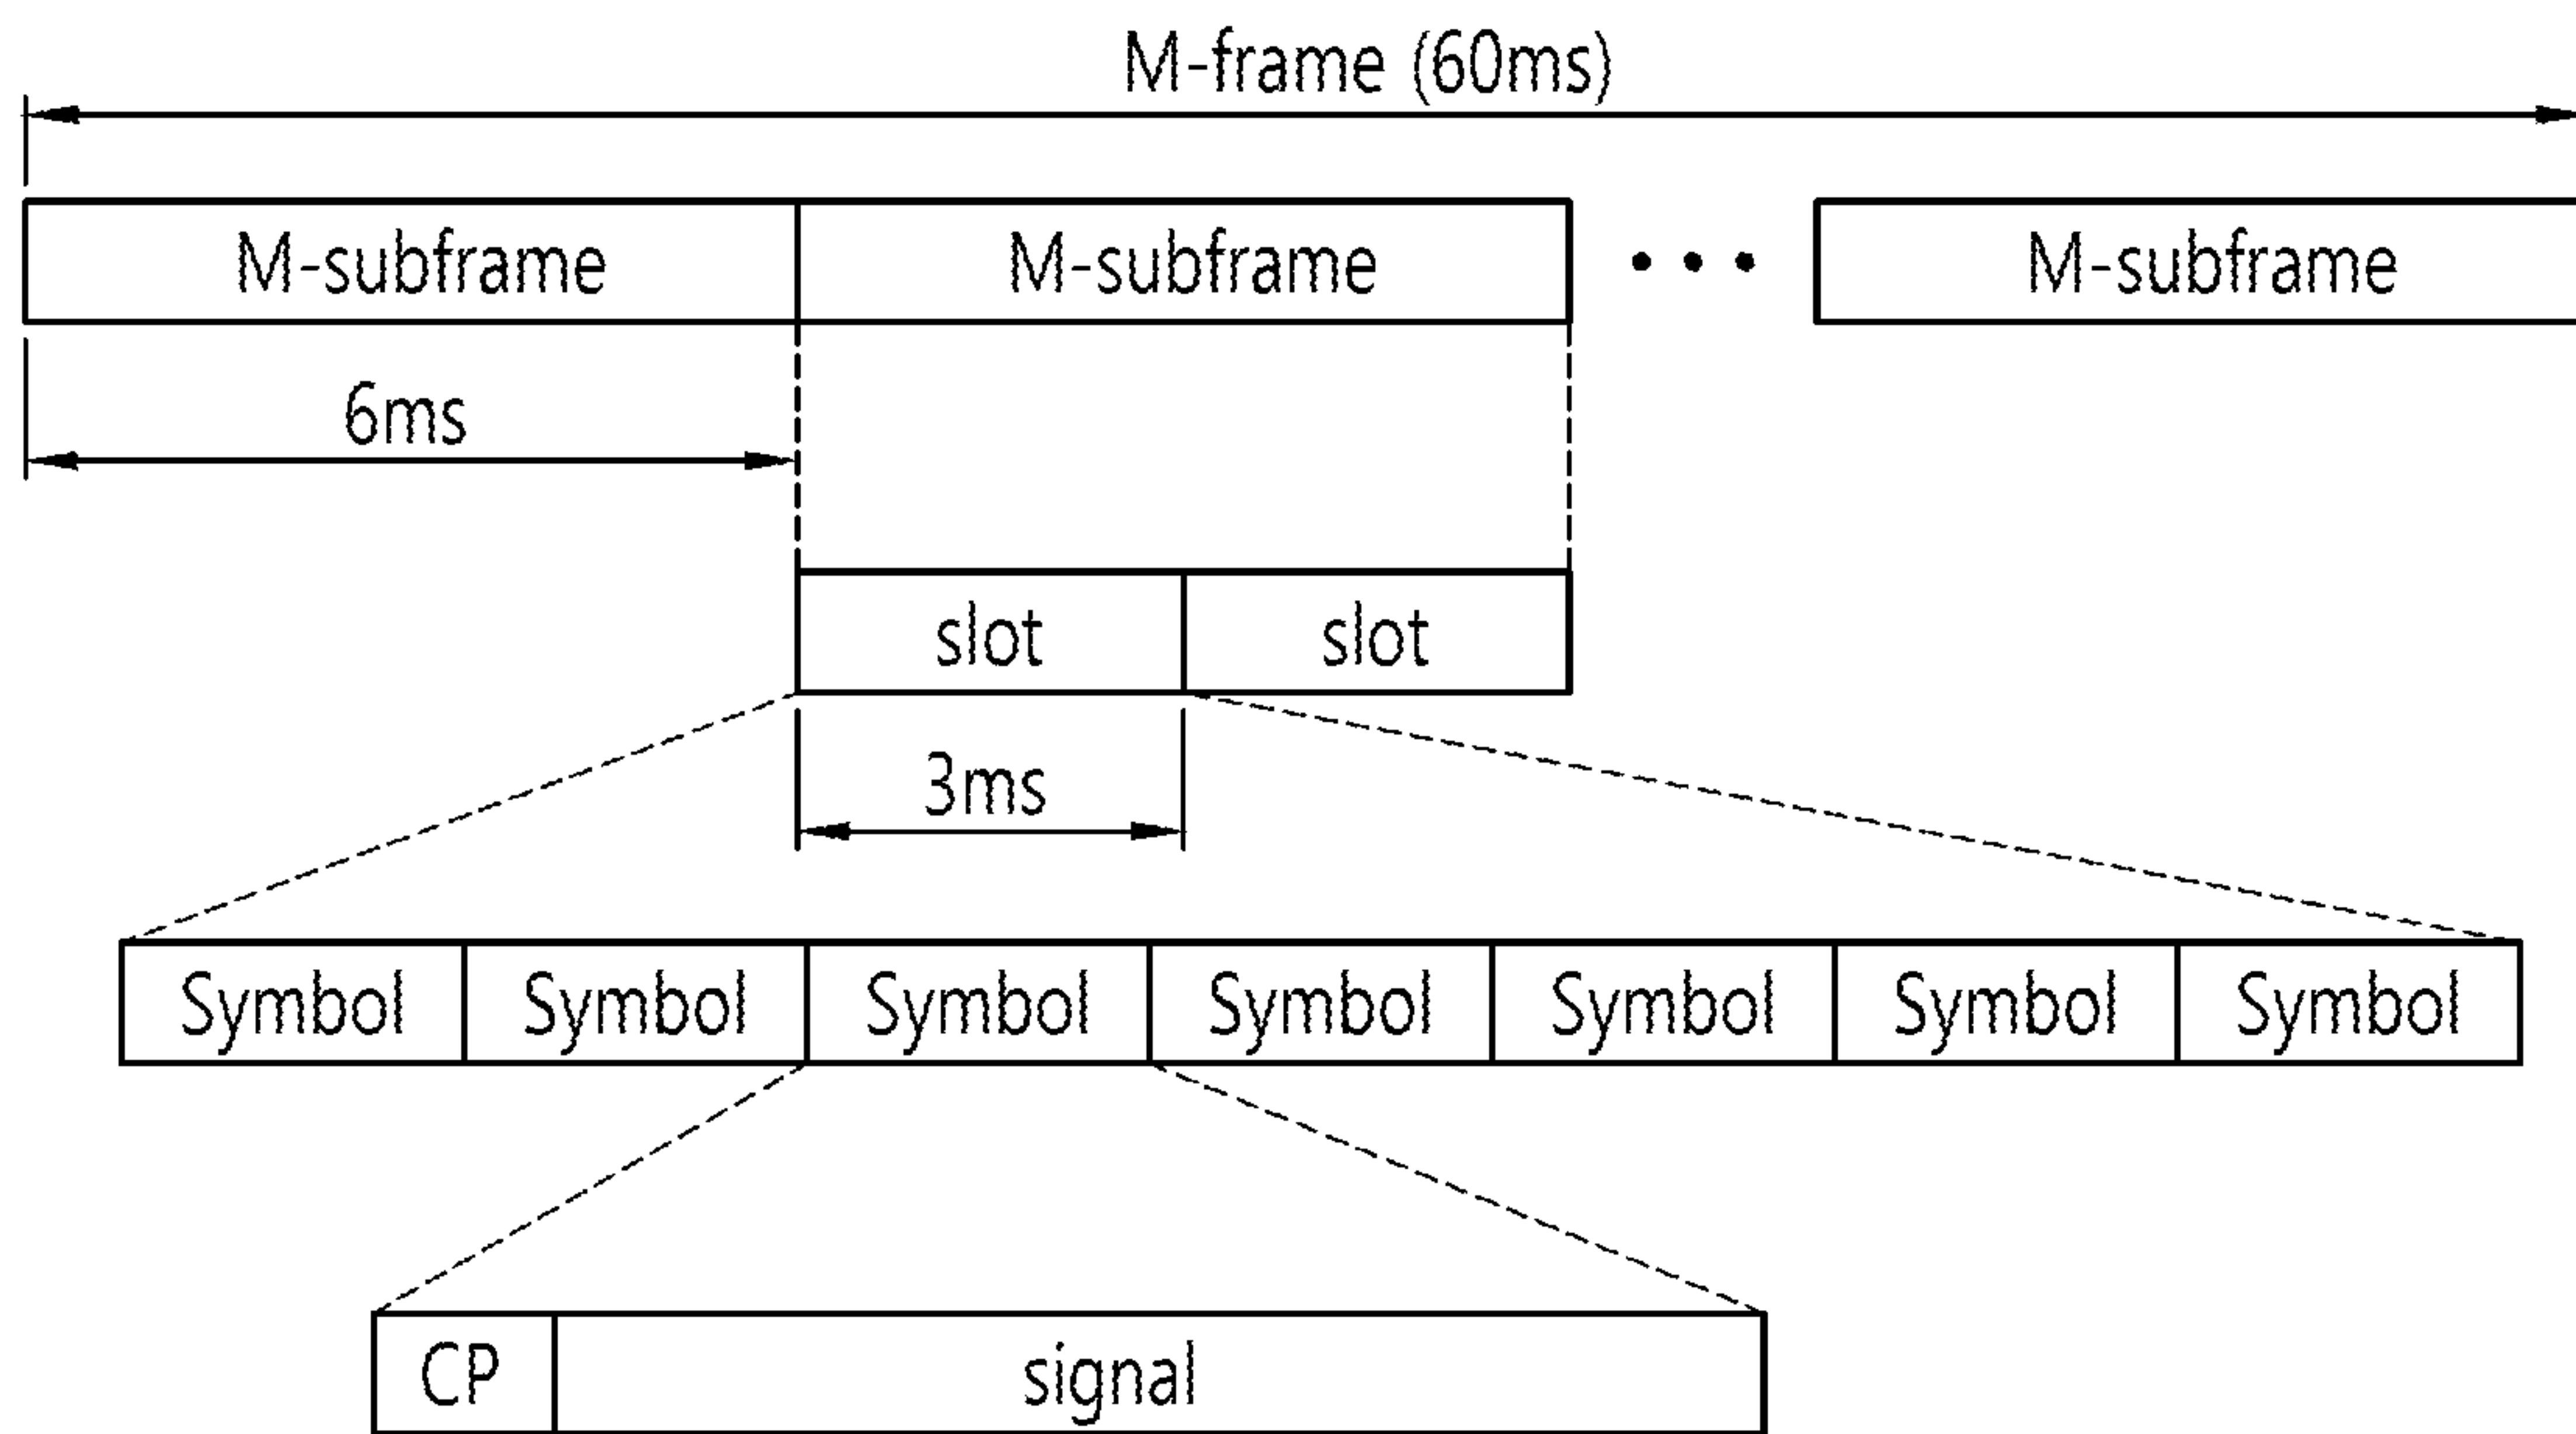 M-frame (60ms)
M-subframe M-subframe • • • M-subframe
6ms
slot slot
3ms
Symbol Symbol Symbol Symbol Symbol Symbol Symbol
CP signal